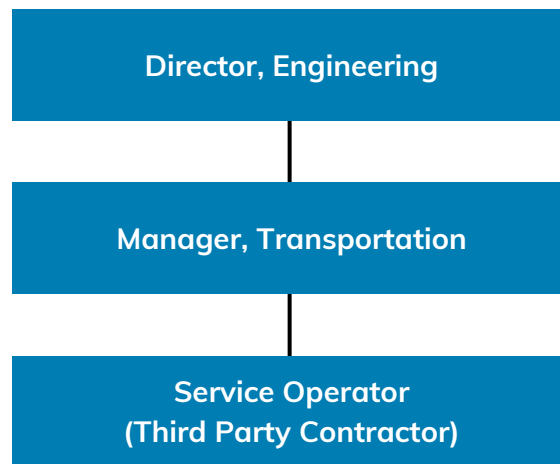 Director, Engineering
Manager, Transportation
Service Operator
(Third Party Contractor)